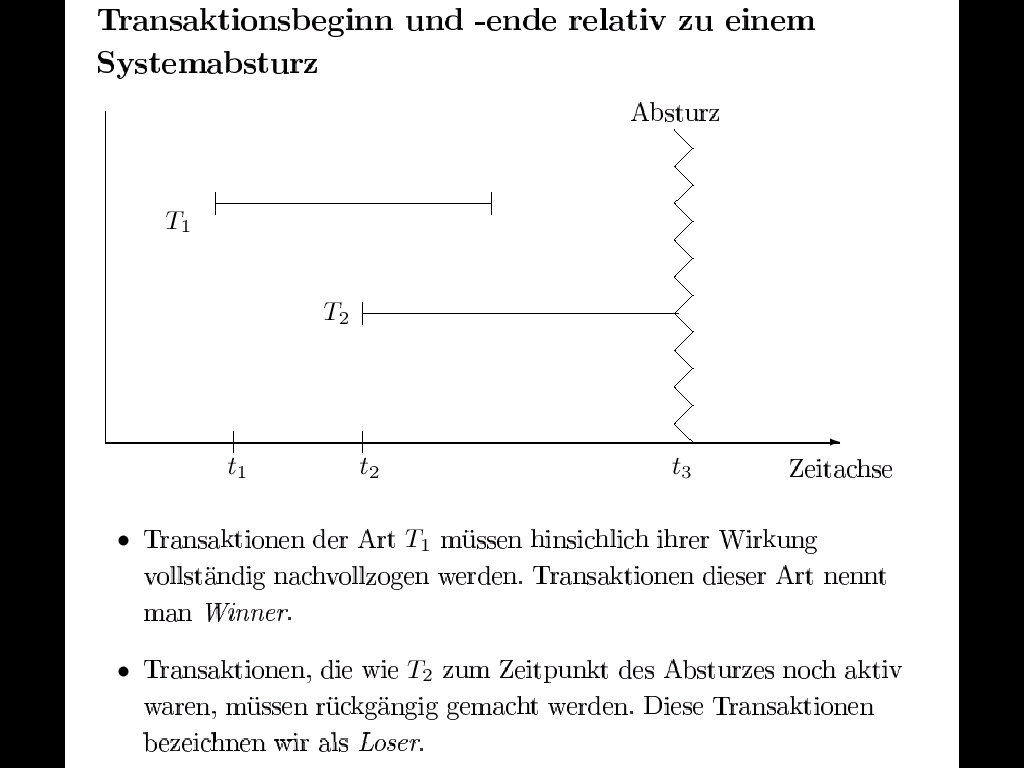 Transaktionsbeginn und -ende relativ zu einem
Systemabsturz
Absturz
T₁
T₂
t₁
t₂
t₃
Zeitachse
• Transaktionen der Art T₁ müssen hinsichlich ihrer Wirkung
vollständig nachvollzogen werden. Transaktionen dieser Art nennt
man Winner.
• Transaktionen, die wie T₂ zum Zeitpunkt des Absturzes noch aktiv
waren, müssen rückgängig gemacht werden. Diese Transaktionen
bezeichnen wir als Loser.